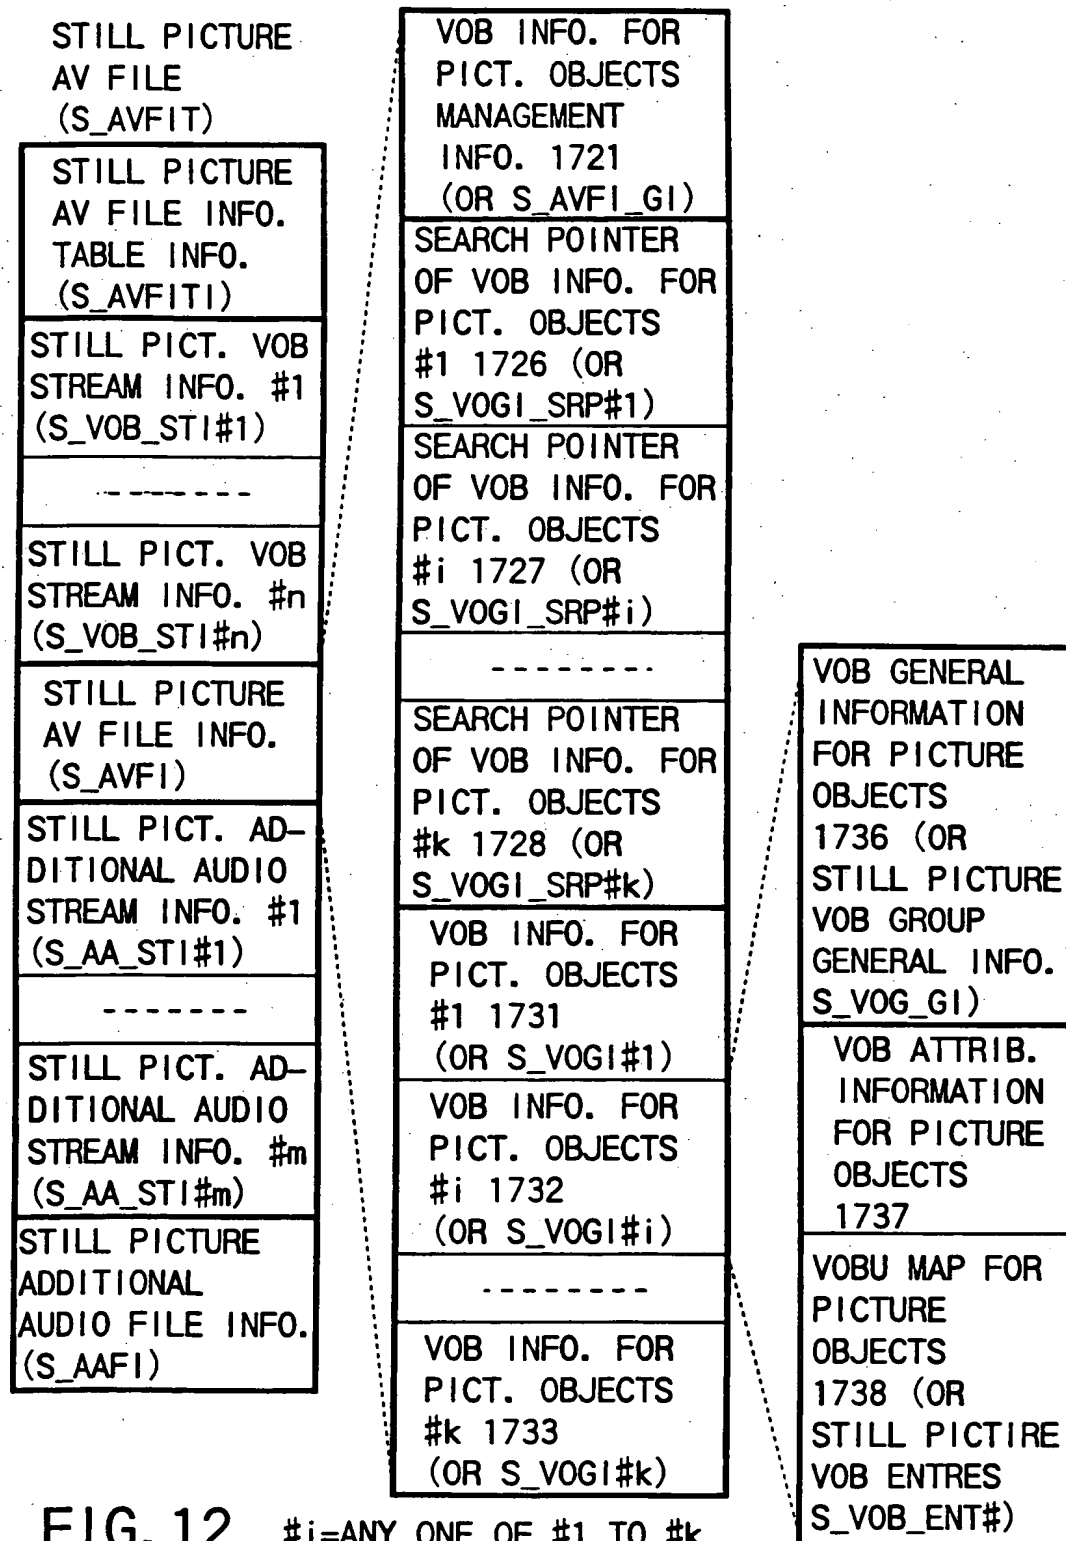 STILL PICTURE
AV FILE
(S_AVFIT)
STILL PICTURE
AV FILE INFO.
TABLE INFO.
(S_AVFITI)
STILL PICT. VOB
STREAM INFO. #1
(S_VOB_STI#1)
--------
STILL PICT. VOB
STREAM INFO. #n
(S_VOB_STI#n)
STILL PICTURE
AV FILE INFO.
(S_AVFI)
STILL PICT. AD-
DITIONAL AUDIO
STREAM INFO. #1
(S_AA_STI#1)
-------
STILL PICT. AD-
DITIONAL AUDIO
STREAM INFO. #m
(S_AA_STI#m)
STILL PICTURE
ADDITIONAL
AUDIO FILE INFO.
(S_AAFI)
VOB INFO. FOR
PICT. OBJECTS
MANAGEMENT
INFO. 1721
(OR S_AVFI_GI)
SEARCH POINTER
OF VOB INFO. FOR
PICT. OBJECTS
#1 1726 (OR
S_VOGI_SRP#1)
SEARCH POINTER
OF VOB INFO. FOR
PICT. OBJECTS
#i 1727 (OR
S_VOGI_SRP#i)
--------
SEARCH POINTER
OF VOB INFO. FOR
PICT. OBJECTS
#k 1728 (OR
S_VOGI_SRP#k)
VOB INFO. FOR
PICT. OBJECTS
#1 1731
(OR S_VOGI#1)
VOB INFO. FOR
PICT. OBJECTS
#i 1732
(OR S_VOGI#i)
--------
VOB INFO. FOR
PICT. OBJECTS
#k 1733
(OR S_VOGI#k)
VOB GENERAL
INFORMATION
FOR PICTURE
OBJECTS
1736 (OR
STILL PICTURE
VOB GROUP
GENERAL INFO.
S_VOG_GI)
VOB ATTRIB.
INFORMATION
FOR PICTURE
OBJECTS
1737
VOBU MAP FOR
PICTURE
OBJECTS
1738 (OR
STILL PICTIRE
VOB ENTRES
S_VOB_ENT#)
FIG. 12 #i=ANY ONE OF #1 TO #k